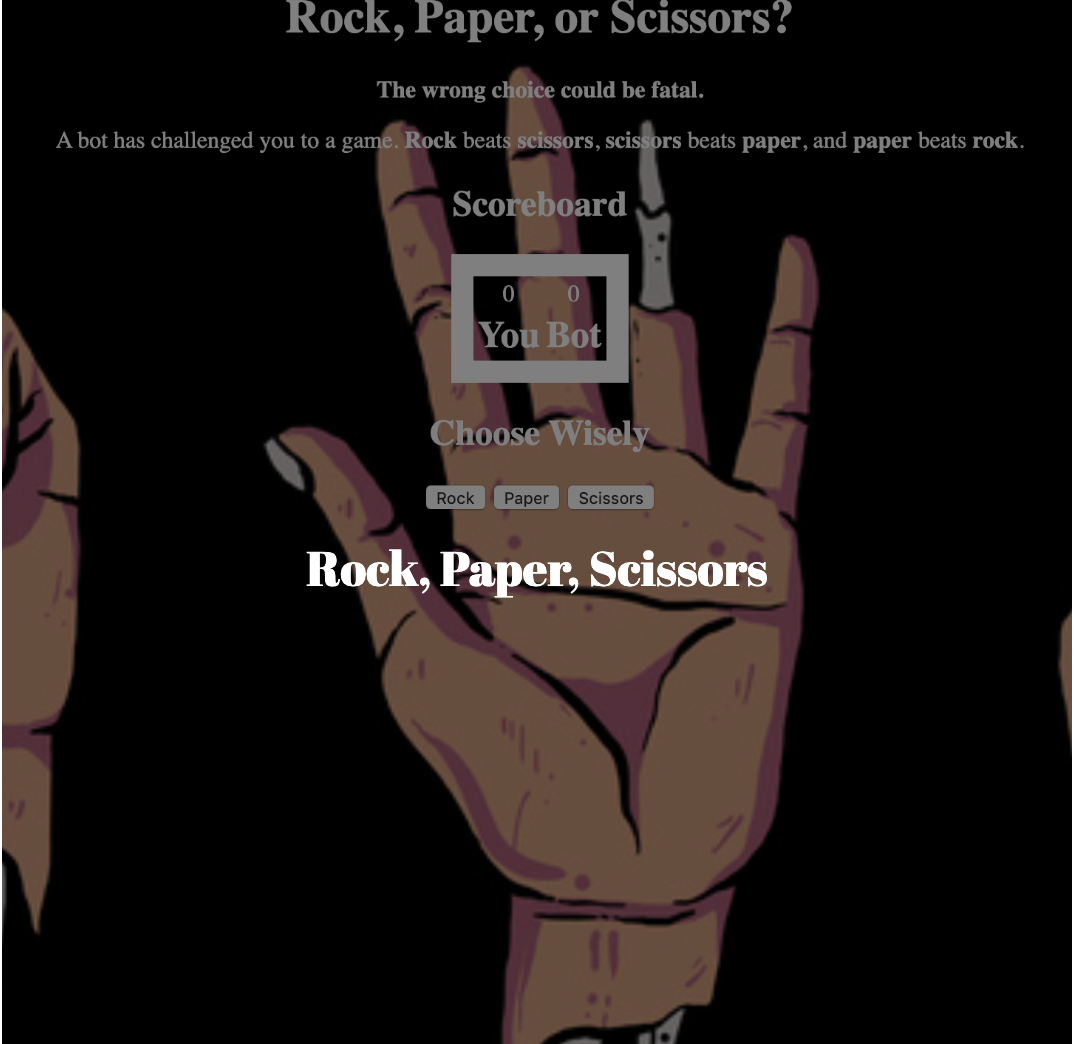 Rock, Paper, or Scissors?
The wrong choice could be fatal.
A bot has challenged you to a game. Rock beats scissors, scissors beats paper, and paper beats rock.
Scoreboard
0 0
You Bot
Choose Wisely
Rock Paper Scissors
Rock, Paper, Scissors